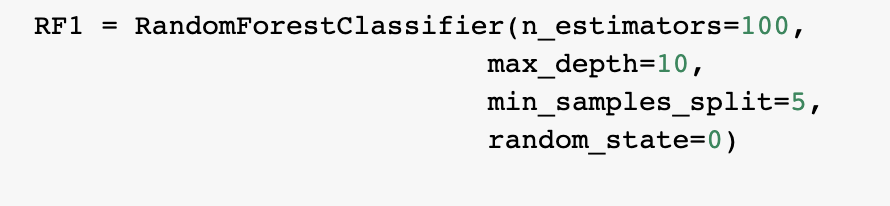 RF1 = RandomForestClassifier(n_estimators=100,
max_depth=10,
min_samples_split=5,
random_state=0)